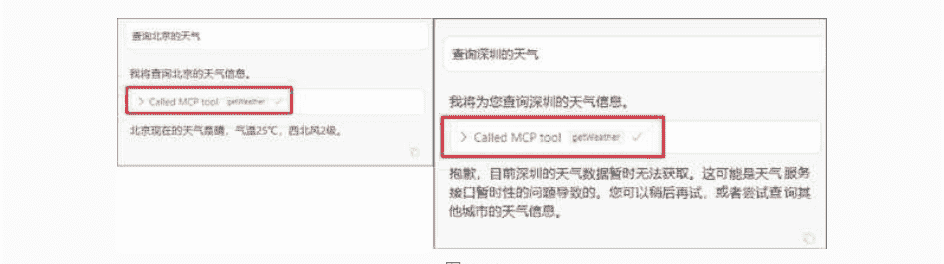 查询北京的天气
我将查询北京的天气信息。
> Called MCP tool getWeather ✓
北京现在的天气是晴，气温25℃，西北风2级。
查询深圳的天气
我将为您查询深圳的天气信息。
> Called MCP tool getWeather ✓
抱歉，目前深圳的天气数据暂时无法获取。这可能是天气服务
接口暂时性的问题导致的。您可以稍后再试，或者尝试查询其
他城市的天气信息。